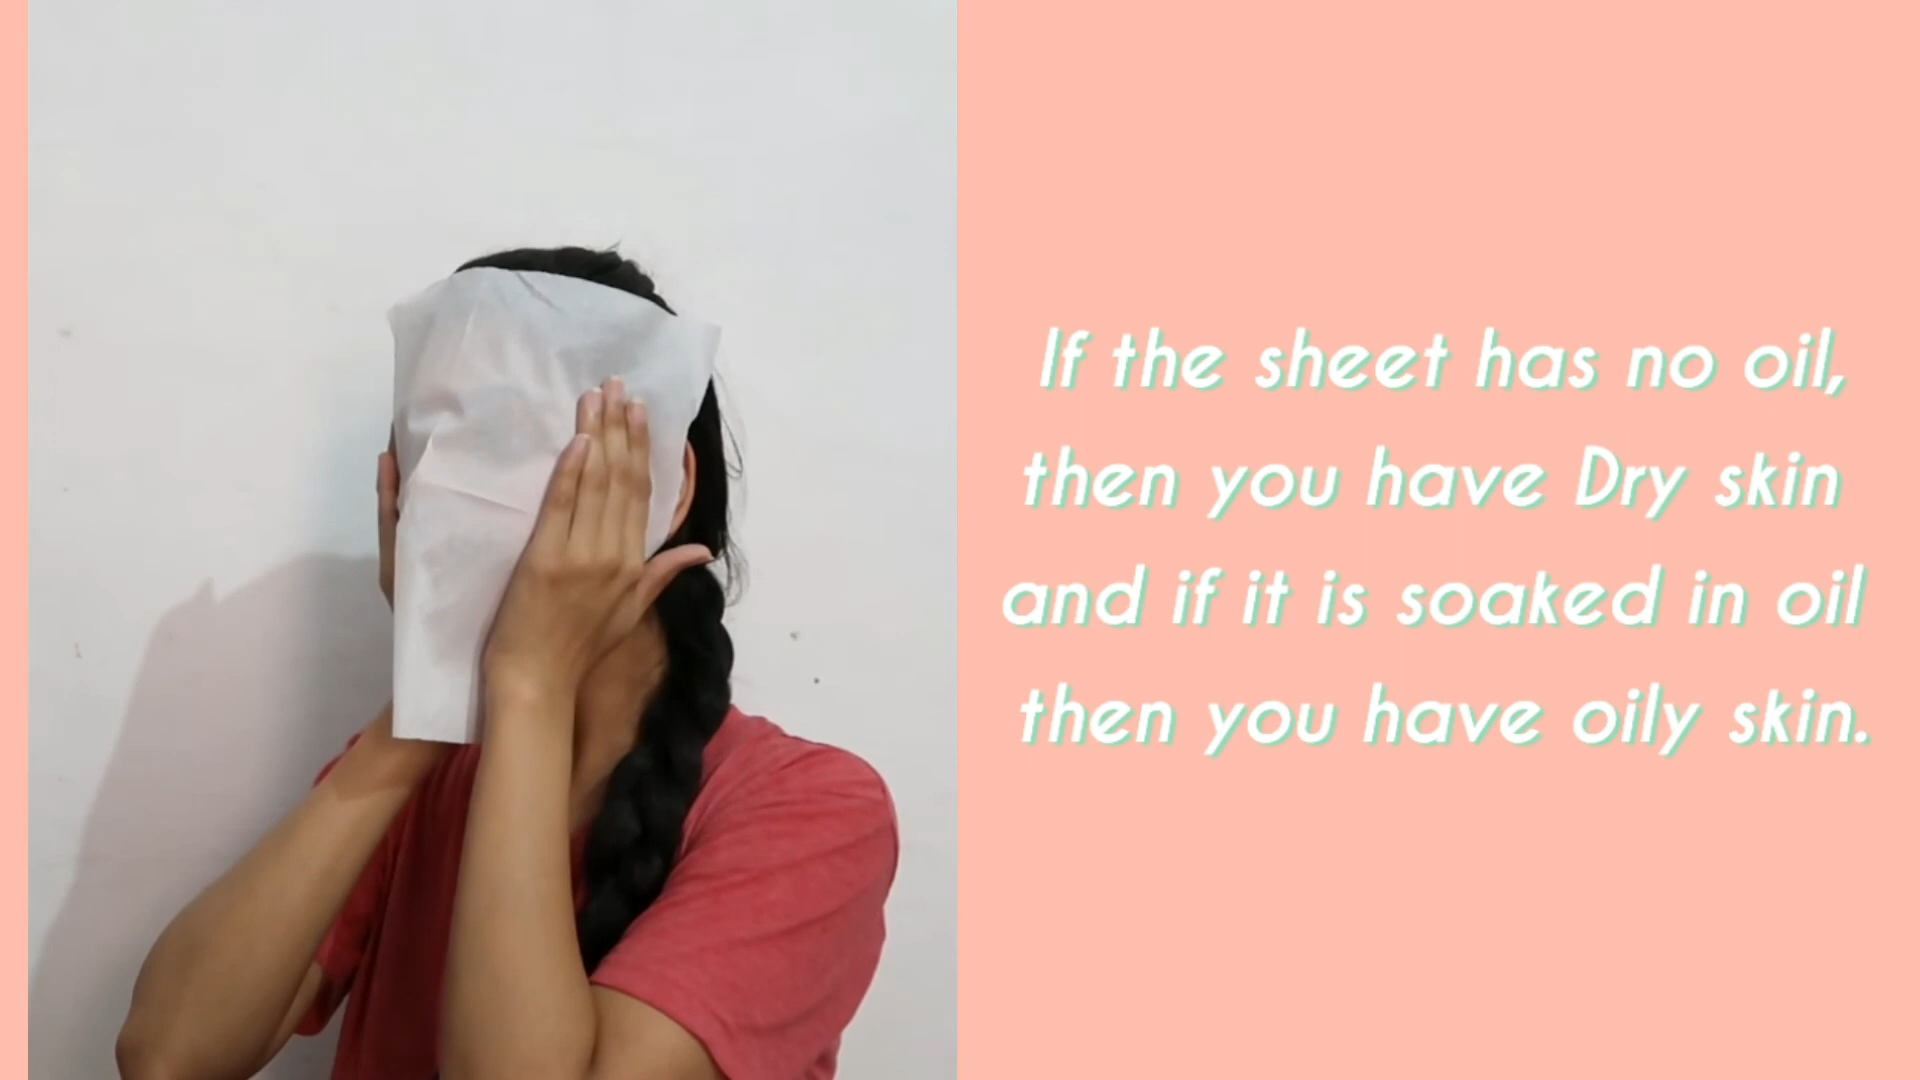 If the sheet has no oil,
then you have Dry skin
and if it is soaked in oil
then you have oily skin.